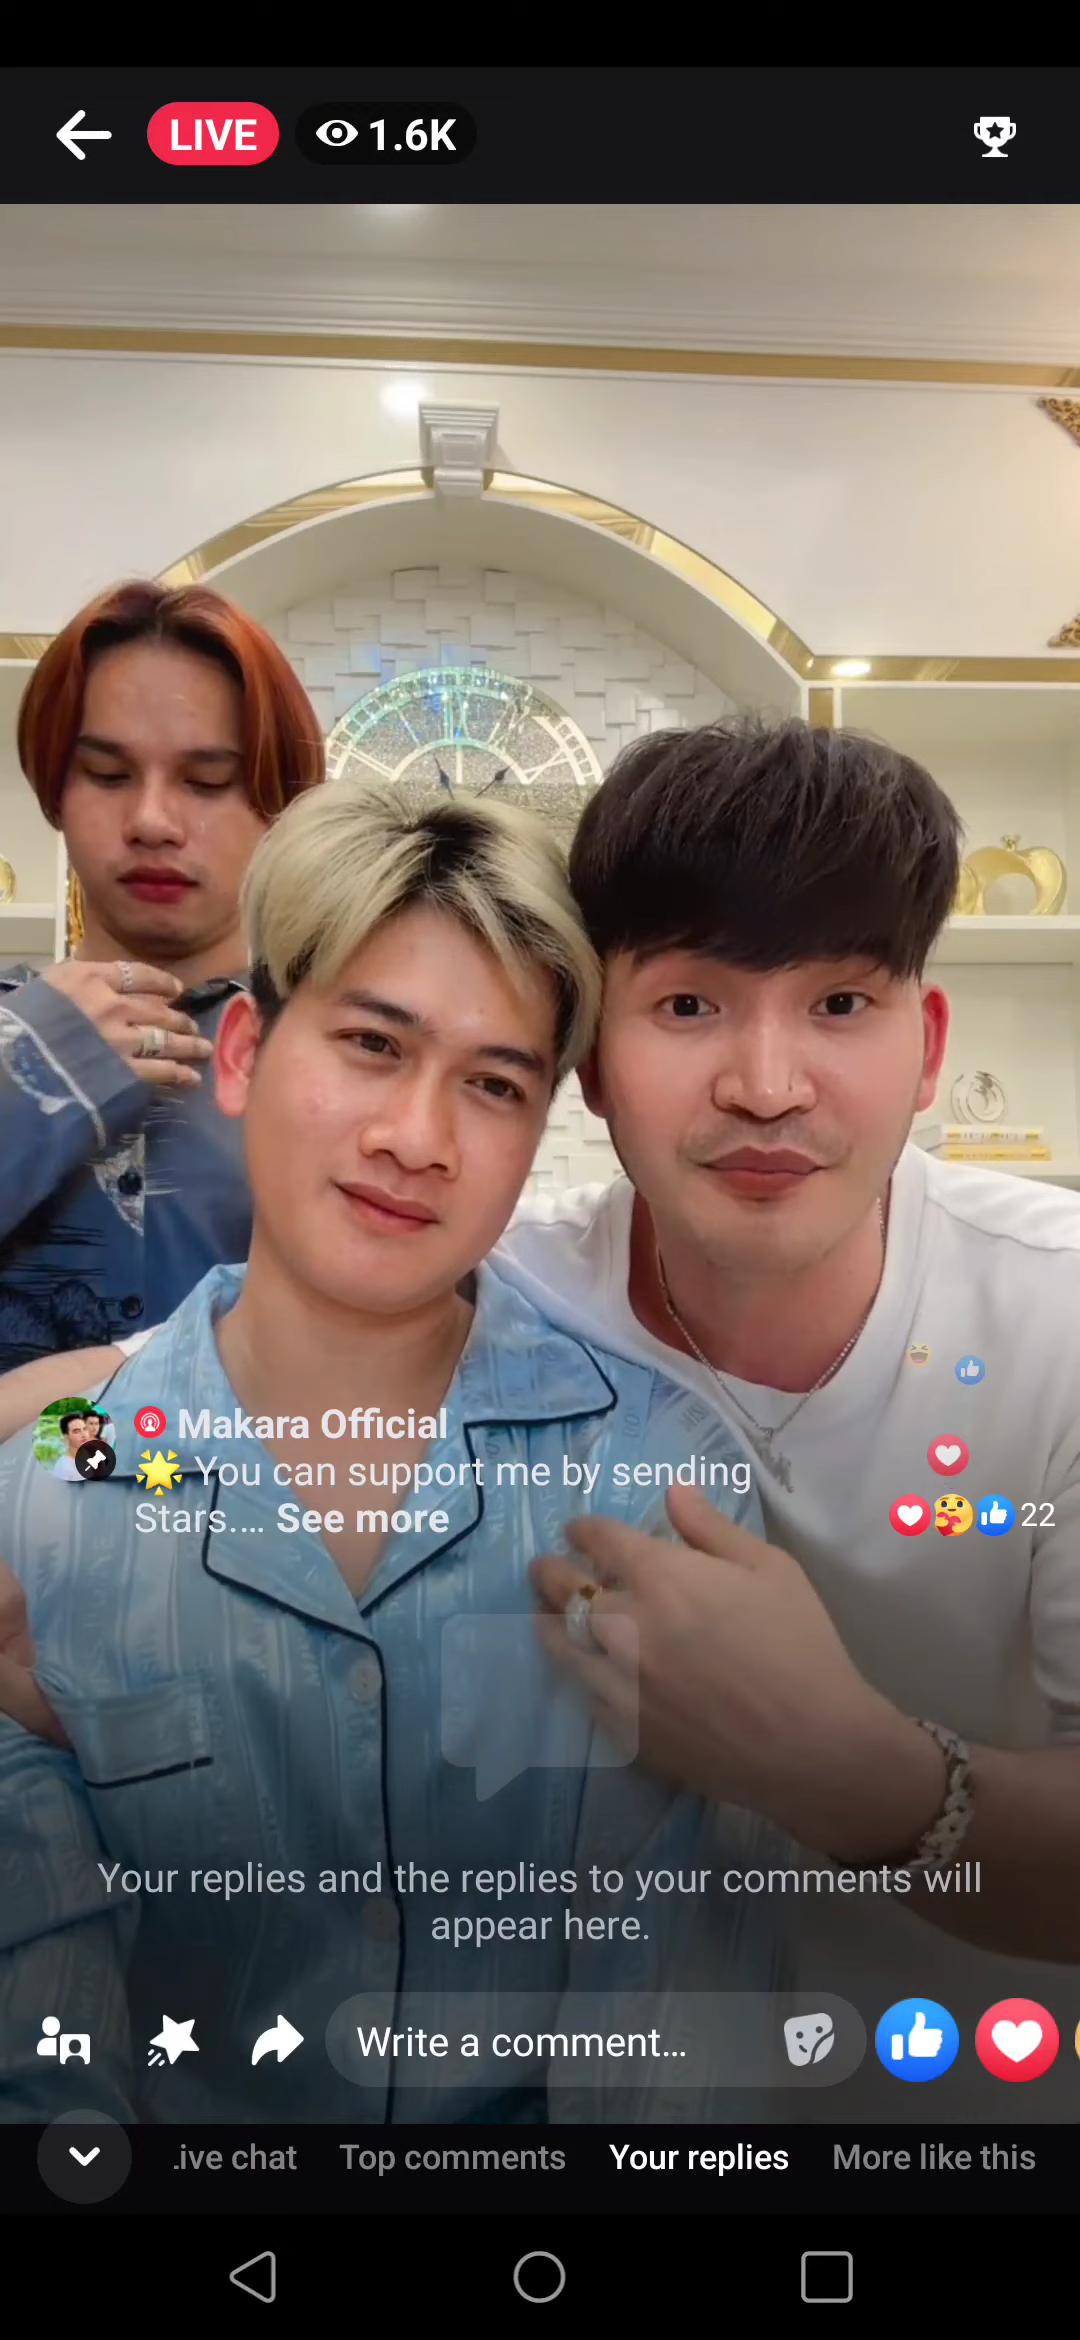 LIVE 1.6K
Makara Official
🌟 You can support me by sending
Stars.... See more
22
Your replies and the replies to your comments will
appear here.
Write a comment...
.ive chat Top comments Your replies More like this